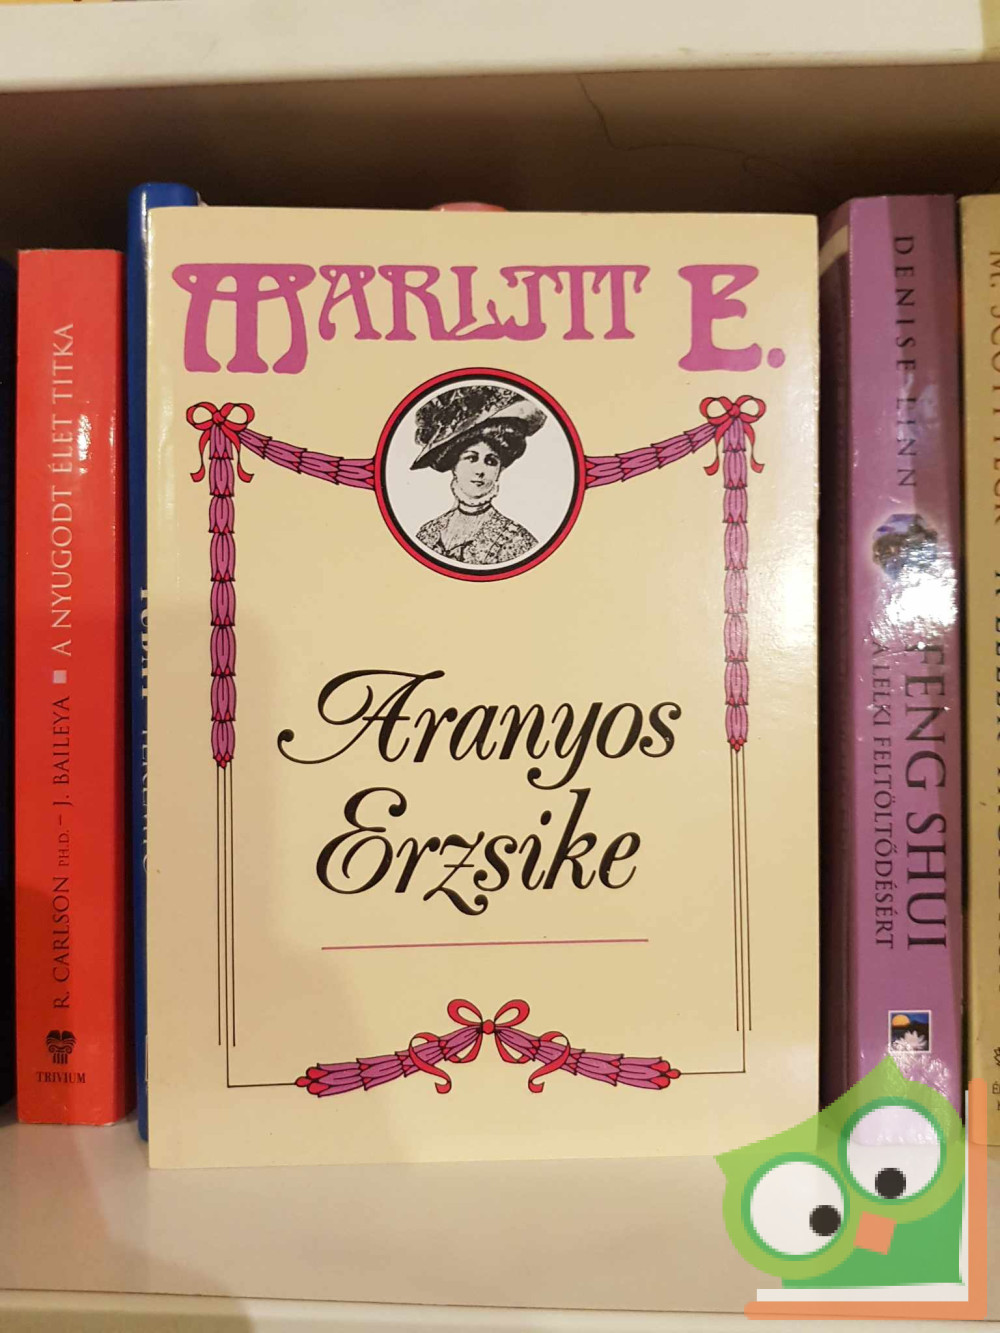 MARLITT E.
Aranyos
Erzsike
R. CARLSON PH.D. – J. BAILEYA ■ A NYUGODT ÉLET TITKA
TRIVIUM
DENISE LINN
FENG SHUI
A LELKI FELTÖLTŐDÉSÉRT